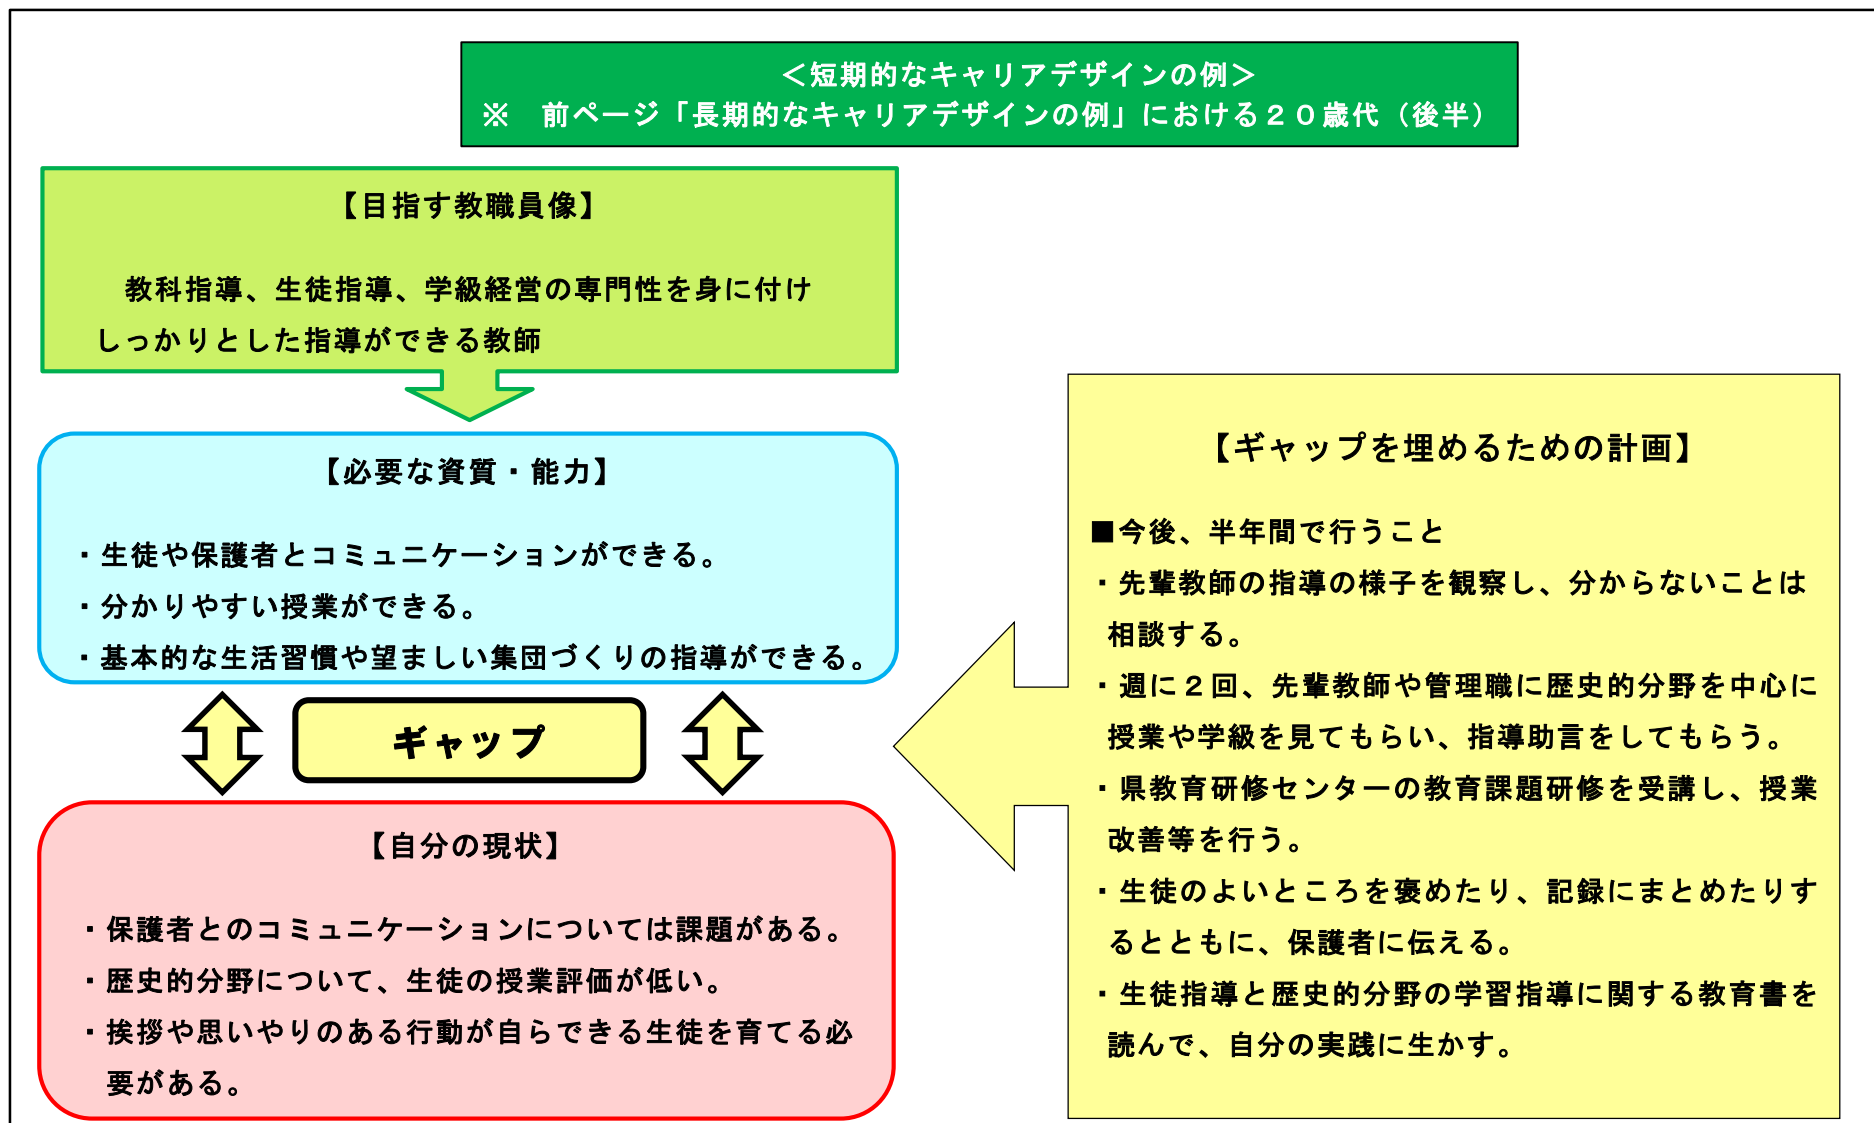 ＜短期的なキャリアデザインの例＞
※　前ページ「長期的なキャリアデザインの例」における２０歳代（後半）
【目指す教職員像】
教科指導、生徒指導、学級経営の専門性を身に付け
しっかりとした指導ができる教師
【必要な資質・能力】
・生徒や保護者とコミュニケーションができる。
・分かりやすい授業ができる。
・基本的な生活習慣や望ましい集団づくりの指導ができる。
ギャップ
【自分の現状】
・保護者とのコミュニケーションについては課題がある。
・歴史的分野について、生徒の授業評価が低い。
・挨拶や思いやりのある行動が自らできる生徒を育てる必
要がある。
【ギャップを埋めるための計画】
■今後、半年間で行うこと
・先輩教師の指導の様子を観察し、分からないことは
相談する。
・週に２回、先輩教師や管理職に歴史的分野を中心に
授業や学級を見てもらい、指導助言をしてもらう。
・県教育研修センターの教育課題研修を受講し、授業
改善等を行う。
・生徒のよいところを褒めたり、記録にまとめたりす
るとともに、保護者に伝える。
・生徒指導と歴史的分野の学習指導に関する教育書を
読んで、自分の実践に生かす。